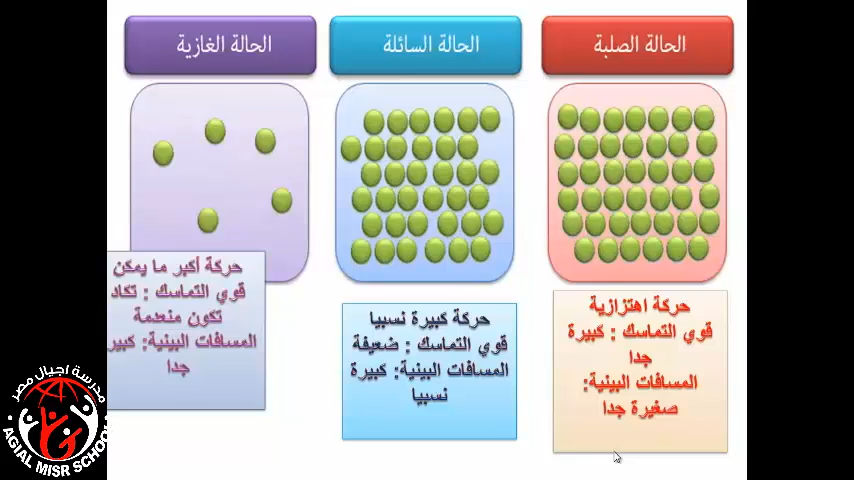 الحالة الصلبة
الحالة السائلة
الحالة الغازية
حركة اهتزازية
قوي التماسك : كبيرة
جدا
المسافات البينية:
صغيرة جدا
حركة كبيرة نسبيا
قوي التماسك : ضعيفة
المسافات البينية: كبيرة
نسبيا
حركة أكبر ما يمكن
قوي التماسك : تكاد
تكون منعدمة
المسافات البينية: كبير
جدا
مدرسة اجيال مصر
AGIAL MISR SCHOOL